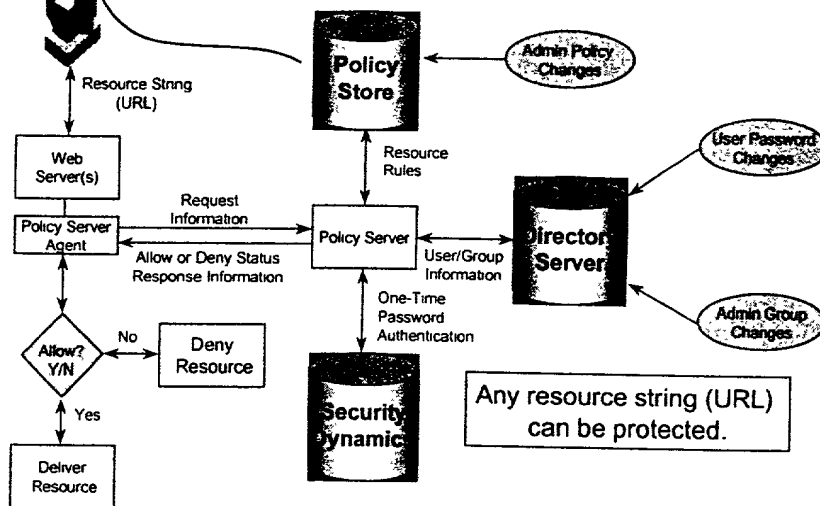 Policy
Store
Admin Policy
Changes
Resource String
(URL)
Web
Server(s)
Resource
Rules
User Password
Changes
Request
Information
Policy Server
Agent
Policy Server
Allow or Deny Status
Response Information
User/Group
Information
Director
Server
One-Time
Password
Authentication
Admin Group
Changes
Allow?
Y/N
No
Deny
Resource
Yes
Security
Dynamic
Any resource string (URL)
can be protected.
Deliver
Resource